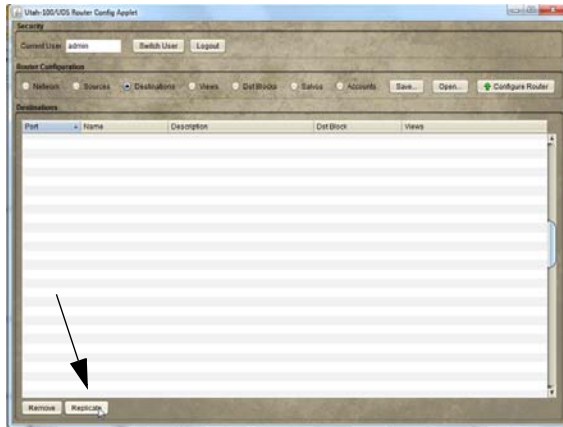 Utah-100/UDS Router Config Applet
Security
Current User admin Switch User Logout
Router Configuration
Network Sources Destinations Views Dst Blocks Salvos Accounts Save... Open... Configure Router
Destinations
Port Name Description Dst Block Views
Remove Replicate